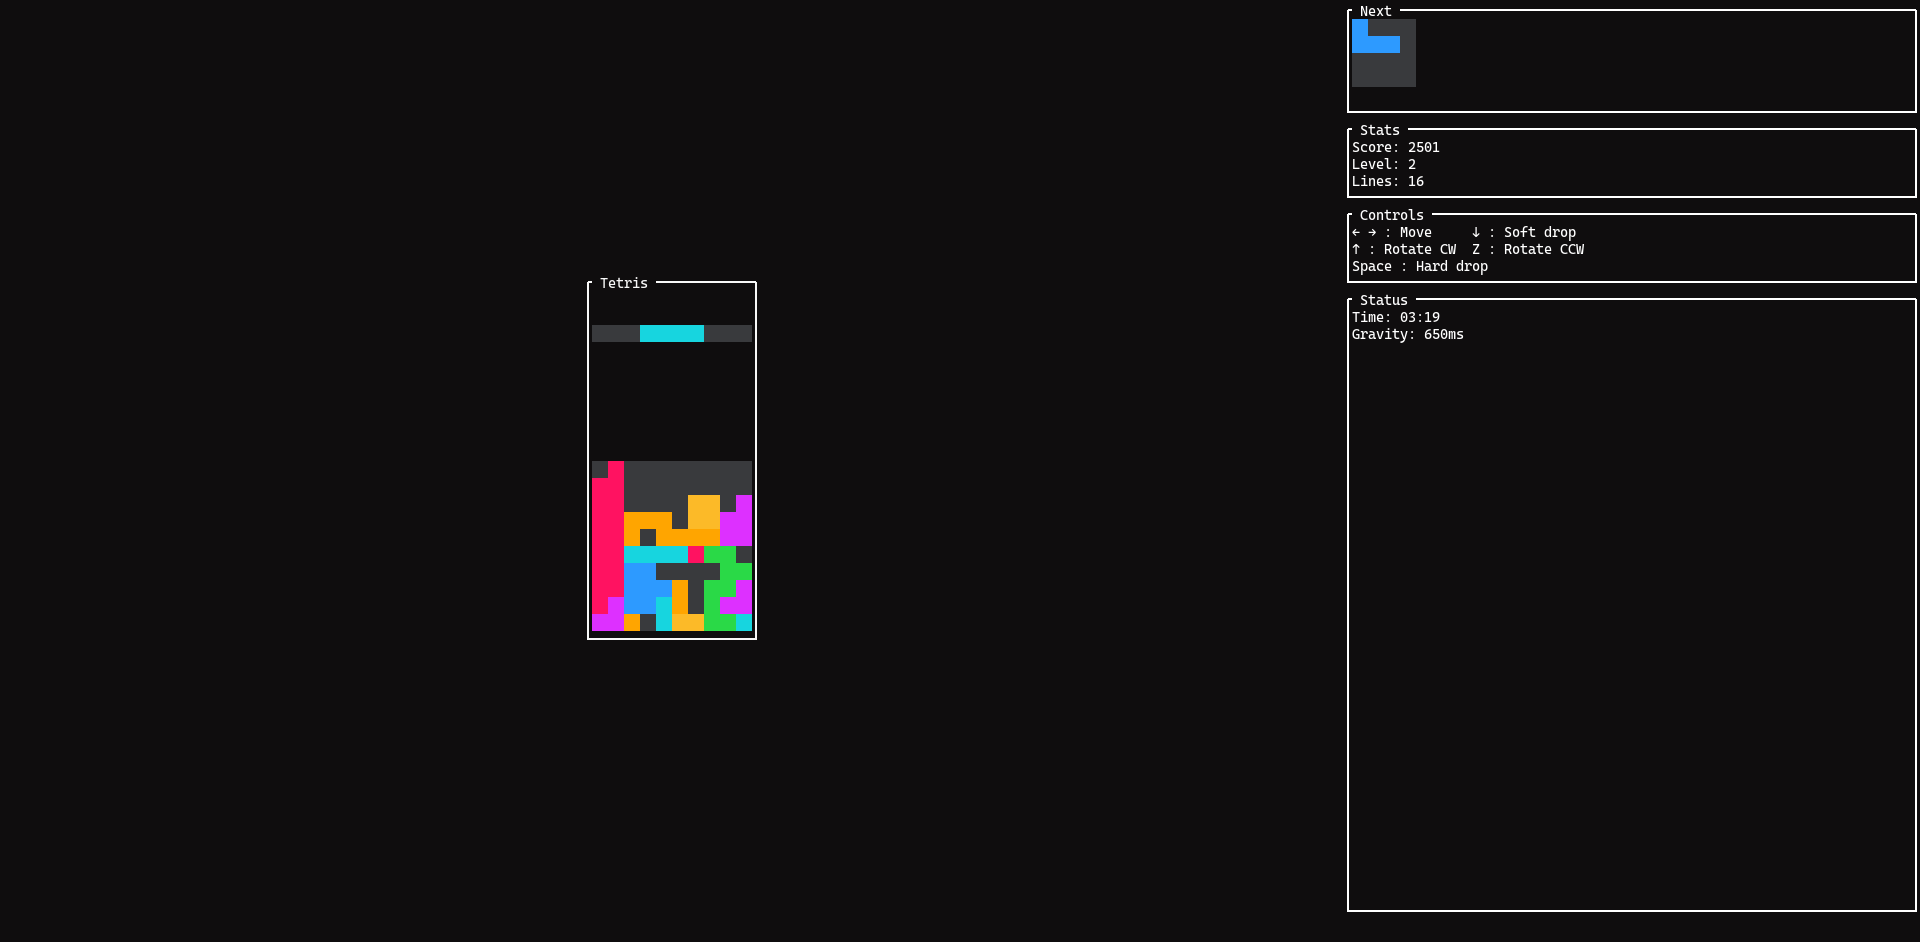 Next
Stats
Score: 2501
Level: 2
Lines: 16
Controls
← → : Move     ↓ : Soft drop
↑ : Rotate CW  Z : Rotate CCW
Space : Hard drop
Tetris
Status
Time: 03:19
Gravity: 650ms